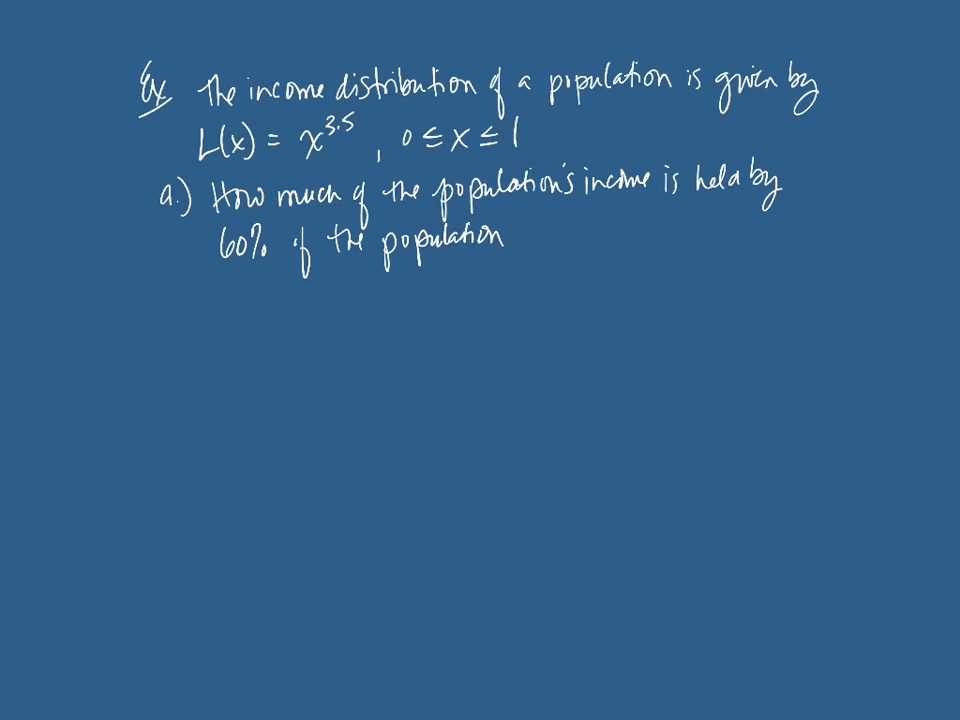 Ex The income distribution of a population is given by
L(x) = x^3.5, 0 ≤ x ≤ 1
a.) How much of the population's income is held by
60% of the population